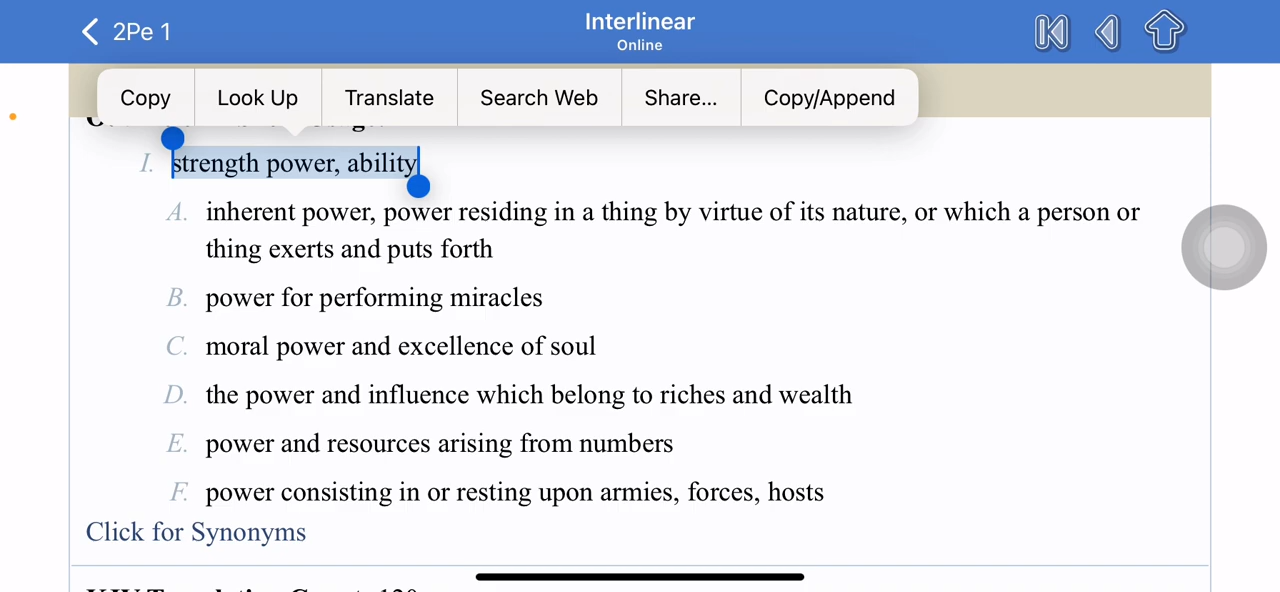 2Pe 1
Interlinear
Online
Copy
Look Up
Translate
Search Web
Share...
Copy/Append
I. strength power, ability
A. inherent power, power residing in a thing by virtue of its nature, or which a person or
thing exerts and puts forth
B. power for performing miracles
C. moral power and excellence of soul
D. the power and influence which belong to riches and wealth
E. power and resources arising from numbers
F. power consisting in or resting upon armies, forces, hosts
Click for Synonyms